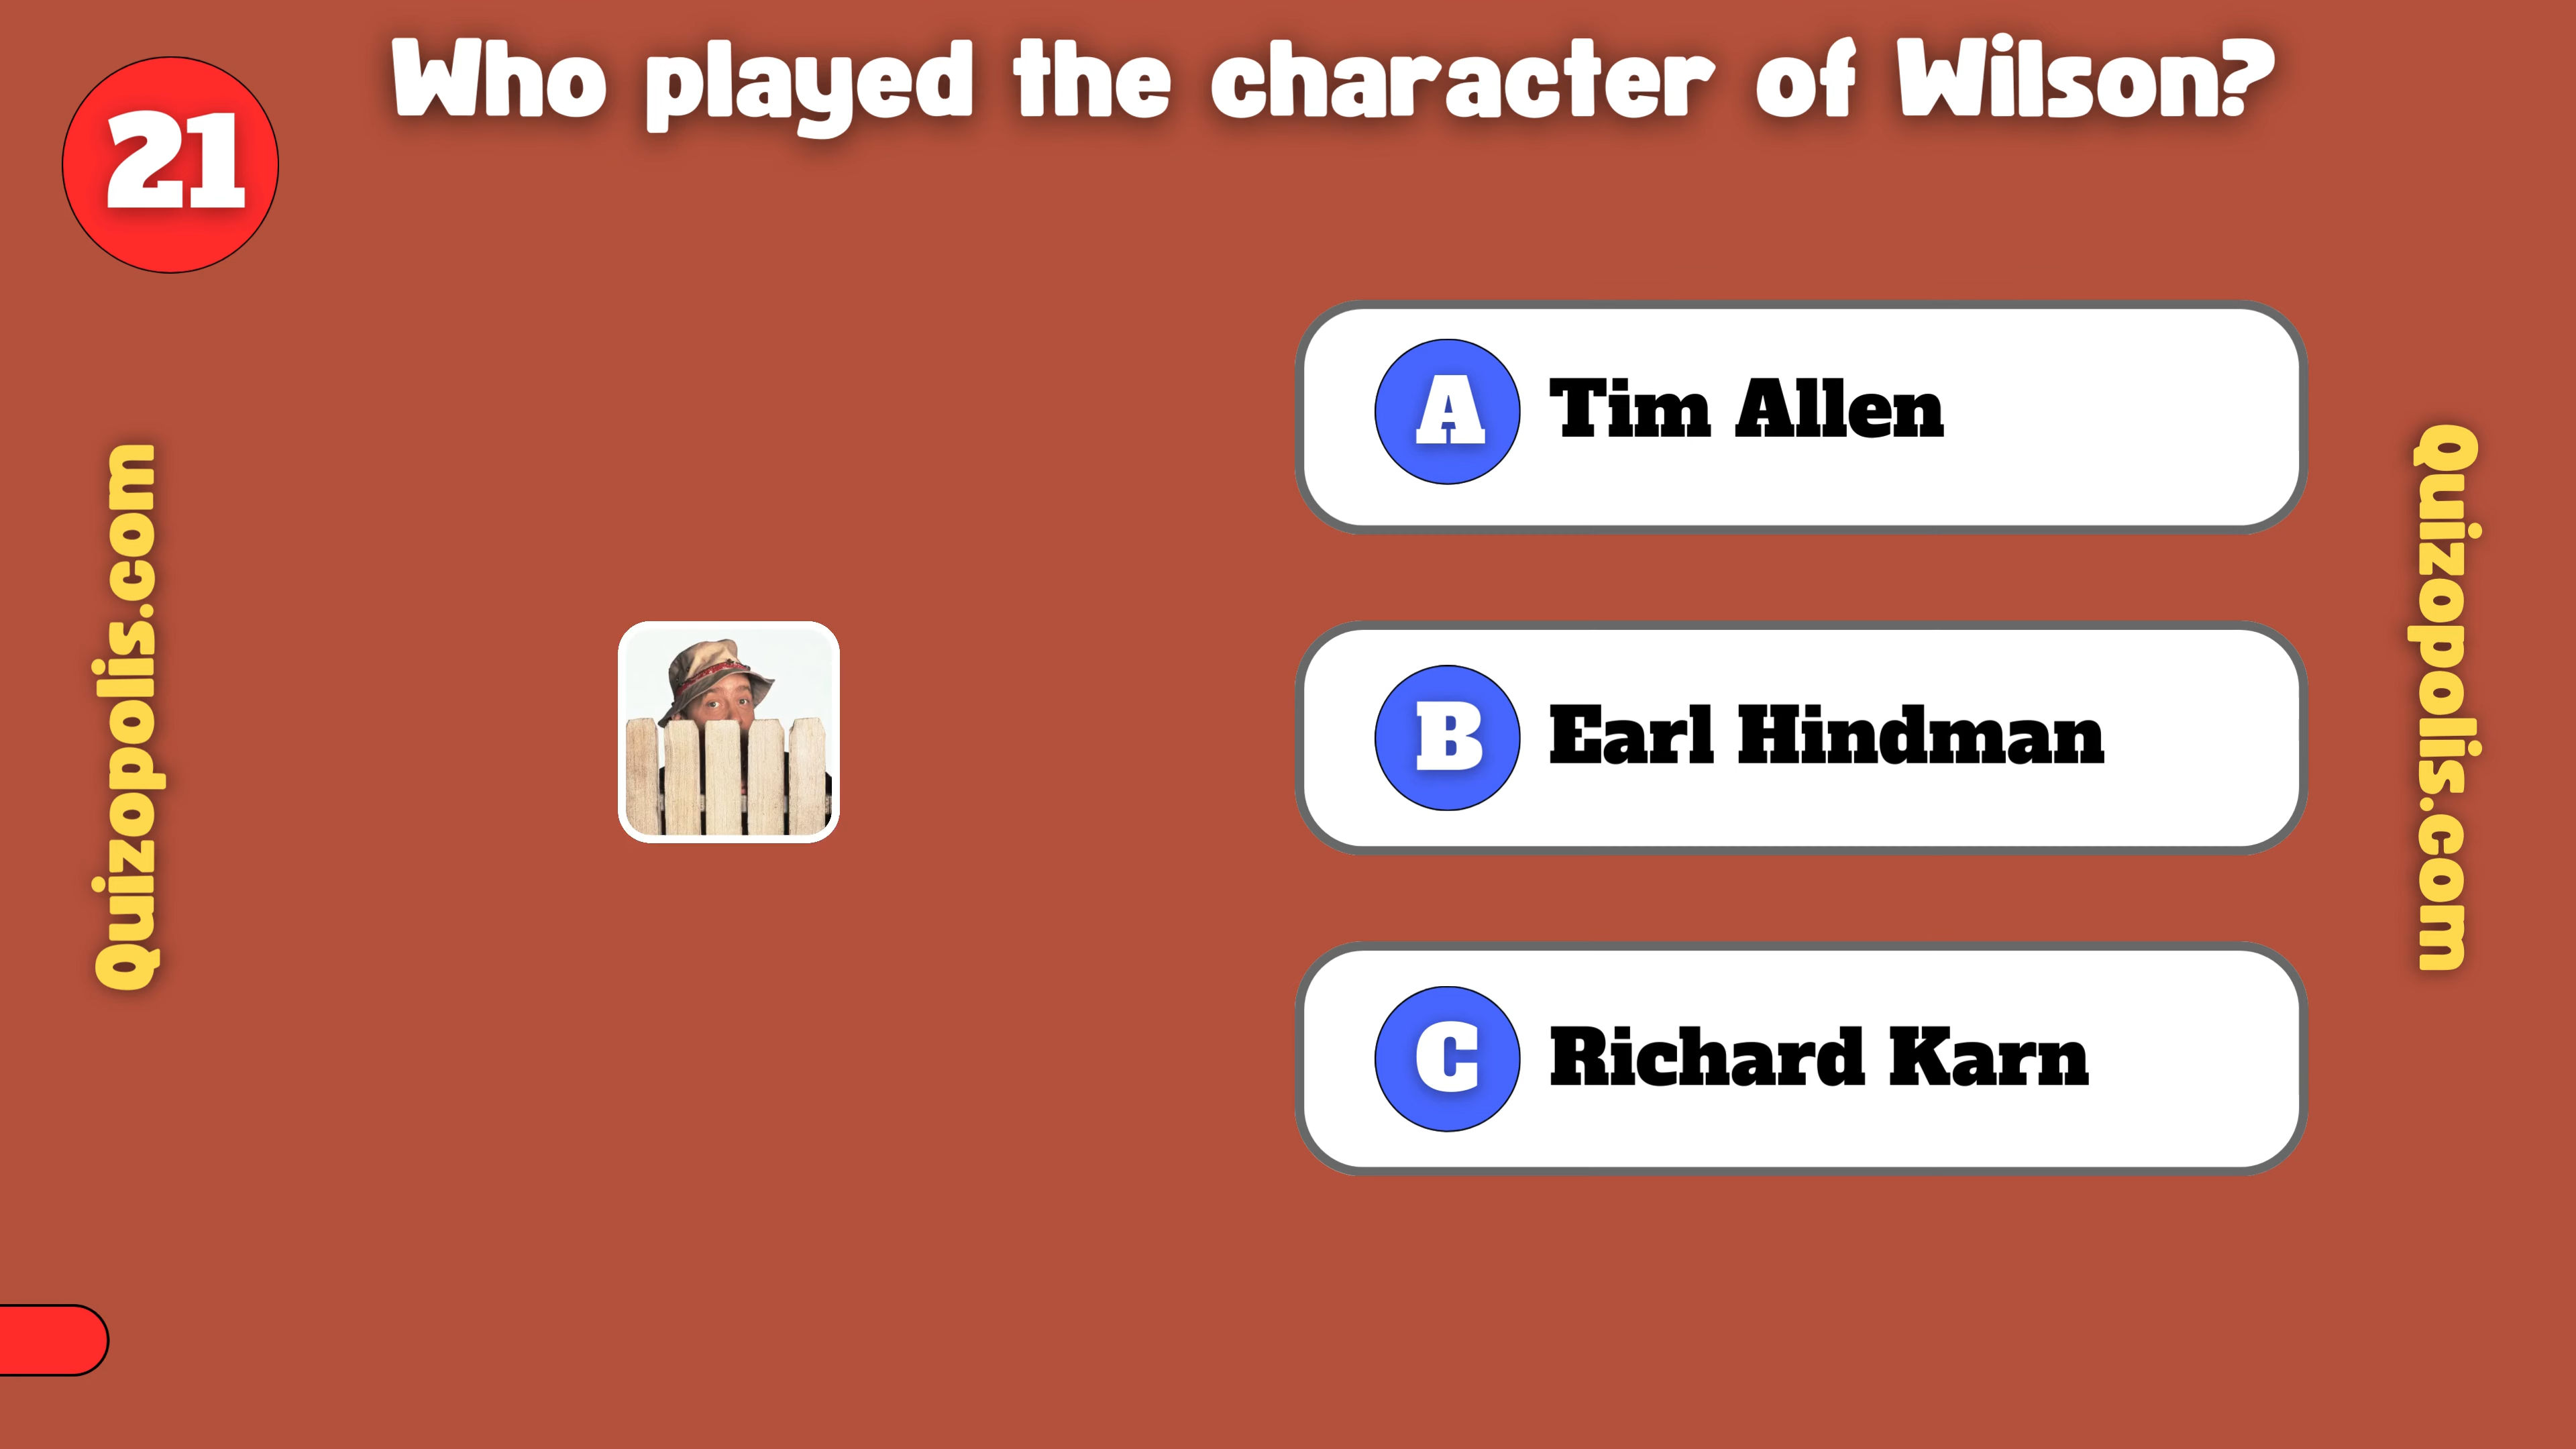 Who played the character of Wilson?
21
A Tim Allen
B Earl Hindman
C Richard Karn
Quizopolis.com
Quizopolis.com